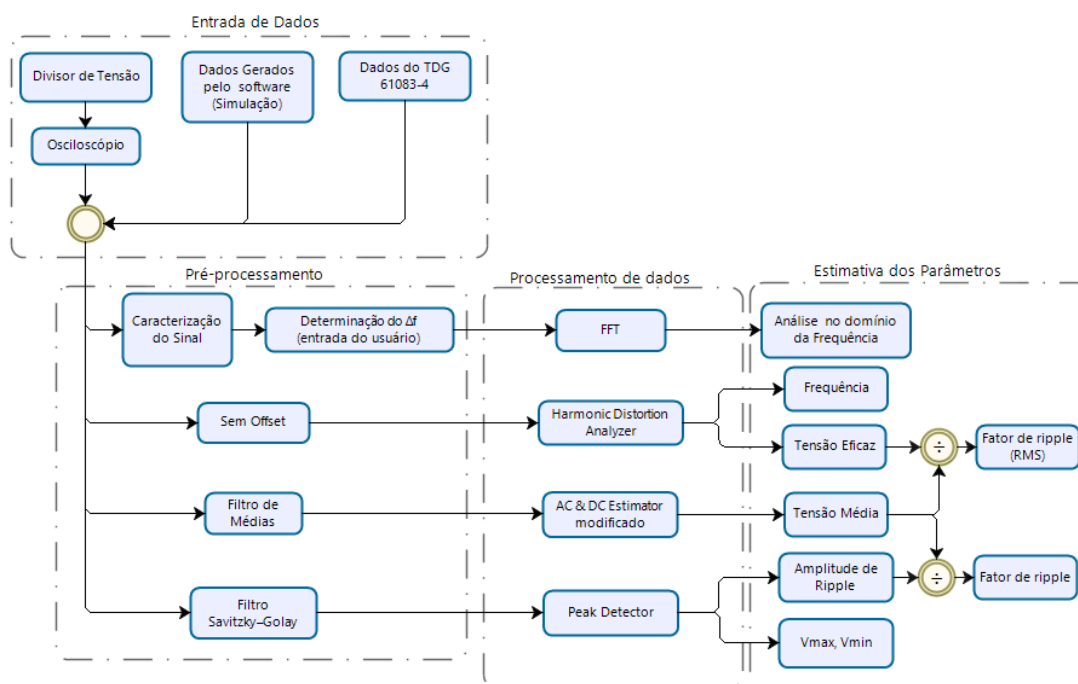 Entrada de Dados
Divisor de Tensão
Dados Gerados
pelo software
(Simulação)
Dados do TDG
61083-4
Osciloscópio
Pré-processamento
Processamento de dados
Estimativa dos Parâmetros
Caracterização
do Sinal
Determinação do Δf
(entrada do usuário)
FFT
Análise no domínio
da Frequência
Sem Offset
Harmonic Distortion
Analyzer
Frequência
Tensão Eficaz
÷
Fator de ripple
(RMS)
Filtro de
Médias
AC & DC Estimator
modificado
Tensão Média
Filtro
Savitzky–Golay
Peak Detector
Amplitude de
Ripple
÷
Fator de ripple
Vmax, Vmin